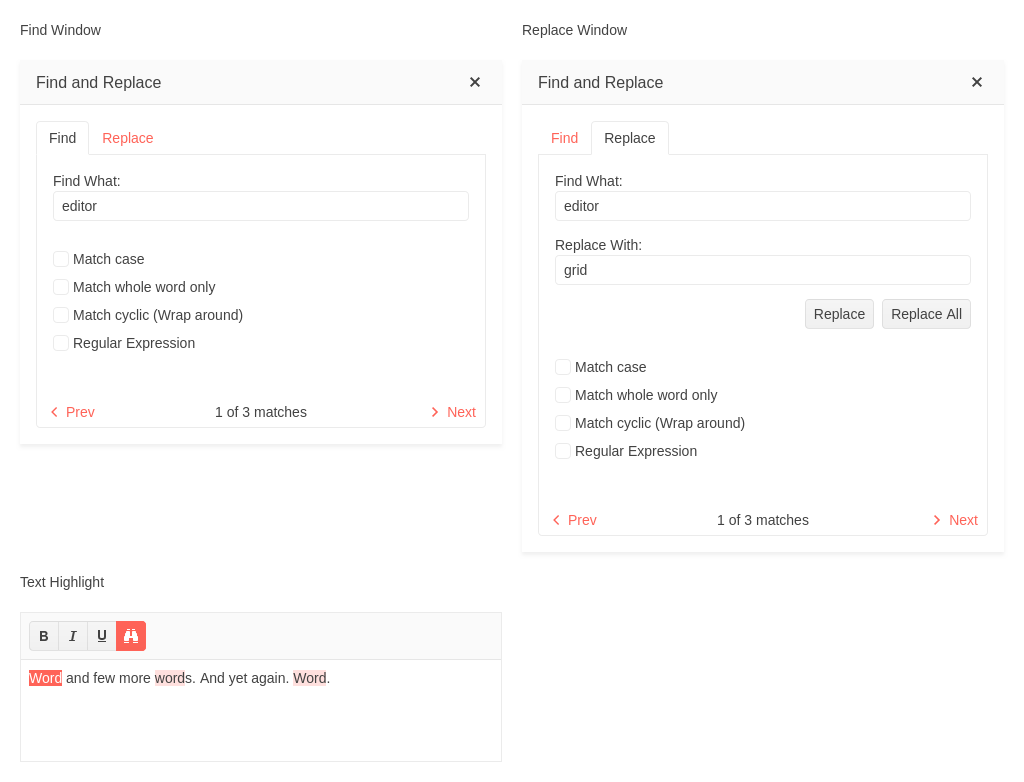 Find Window
Find and Replace
Find Replace
Find What:
editor
Match case
Match whole word only
Match cyclic (Wrap around)
Regular Expression
Prev 1 of 3 matches Next
Replace Window
Find and Replace
Find Replace
Find What:
editor
Replace With:
grid
Replace Replace All
Match case
Match whole word only
Match cyclic (Wrap around)
Regular Expression
Prev 1 of 3 matches Next
Text Highlight
B I U
Word and few more words. And yet again. Word.